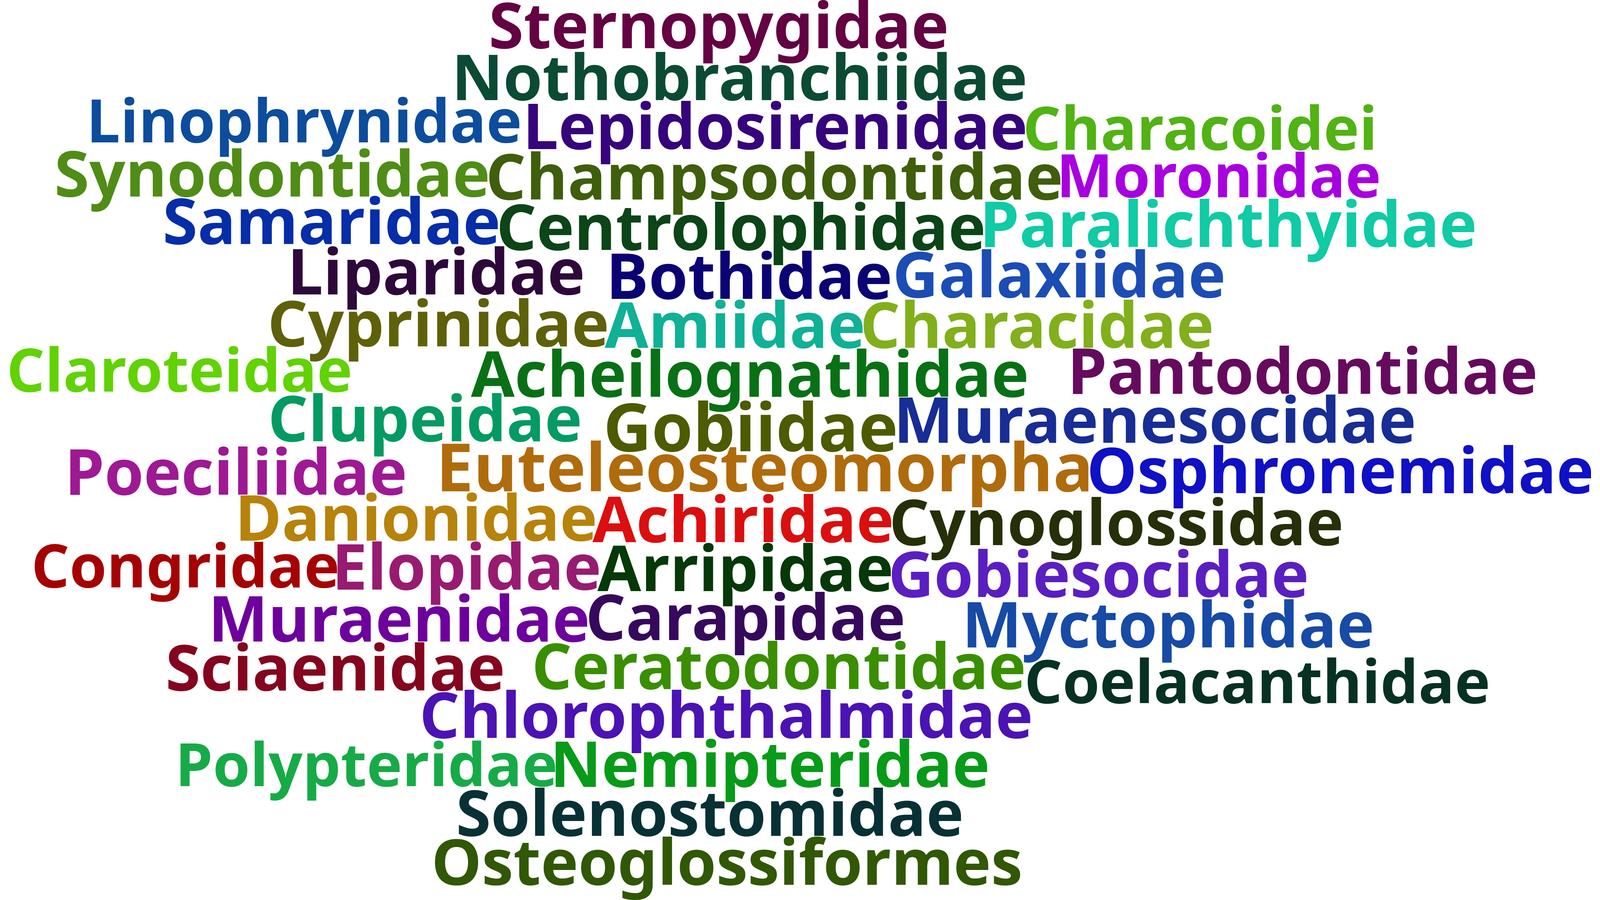 Sternopygidae
Nothobranchiidae
Linophrynidae Lepidosirenidae Characoidei
Synodontidae Champsodontidae Moronidae
Samaridae Centrolophidae Paralichthyidae
Liparidae Bothidae Galaxiidae
Cyprinidae Amiidae Characidae
Claroteidae Acheilognathidae Pantodontidae
Clupeidae Gobiidae Muraenesocidae
Poeciliidae Euteleosteomorpha Osphronemidae
Danionidae Achiridae Cynoglossidae
Congridae Elopidae Arripidae Gobiesocidae
Muraenidae Carapidae Myctophidae
Sciaenidae Ceratodontidae Coelacanthidae
Chlorophthalmidae
Polypteridae Nemipteridae
Solenostomidae
Osteoglossiformes